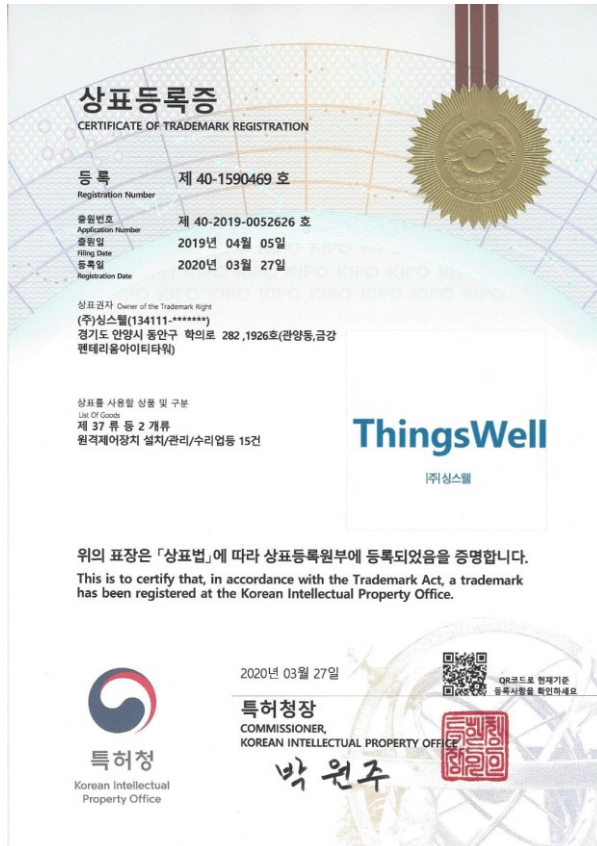 상표등록증
CERTIFICATE OF TRADEMARK REGISTRATION
등 록 제 40-1590469 호
Registration Number
출원번호 제 40-2019-0052626 호
Application Number
출원일 2019년 04월 05일
Filing Date
등록일 2020년 03월 27일
Registration Date
상표권자 Owner of the Trademark Right
(주)싱스웰(134111-*******)
경기도 안양시 동안구 학의로 282 ,1926호(관양동,금강
펜테리움아이티타워)
상표를 사용할 상품 및 구분
List Of Goods
제 37 류 등 2 개류
원격제어장치 설치/관리/수리업등 15건
ThingsWell
(주)싱스웰
위의 표장은 「상표법」에 따라 상표등록원부에 등록되었음을 증명합니다.
This is to certify that, in accordance with the Trademark Act, a trademark
has been registered at the Korean Intellectual Property Office.
2020년 03월 27일
QR코드로 현재기준
등록사항을 확인하세요
특허청장
COMMISSIONER,
KOREAN INTELLECTUAL PROPERTY OFFICE
박원주
특허청
Korean Intellectual
Property Office